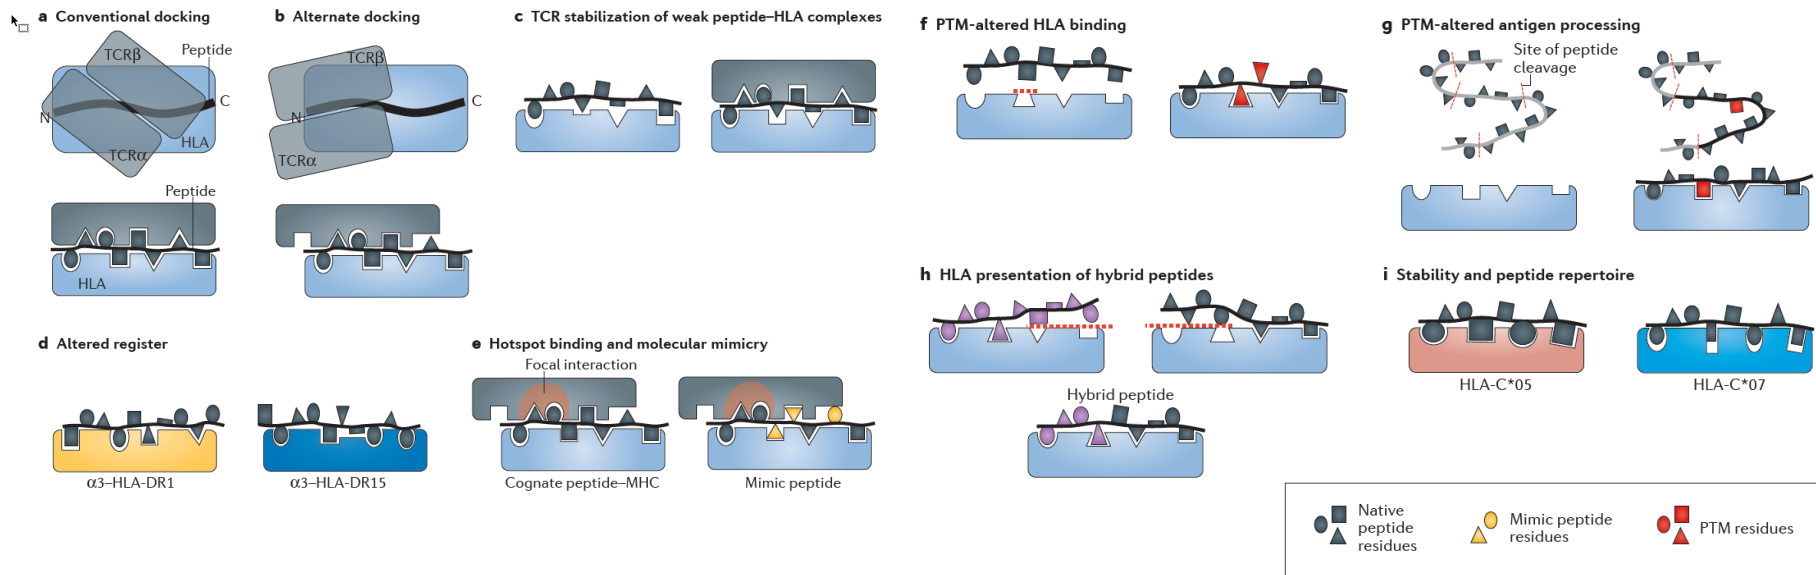 a Conventional docking
TCRβ
Peptide
N
C
TCRα
HLA
Peptide
HLA
b Alternate docking
TCRβ
C
N
TCRα
c TCR stabilization of weak peptide–HLA complexes
d Altered register
α3–HLA-DR1
α3–HLA-DR15
e Hotspot binding and molecular mimicry
Focal interaction
Cognate peptide–MHC
Mimic peptide
f PTM-altered HLA binding
g PTM-altered antigen processing
Site of peptide
cleavage
h HLA presentation of hybrid peptides
Hybrid peptide
i Stability and peptide repertoire
HLA-C*05
HLA-C*07
Native
peptide
residues
Mimic peptide
residues
PTM residues